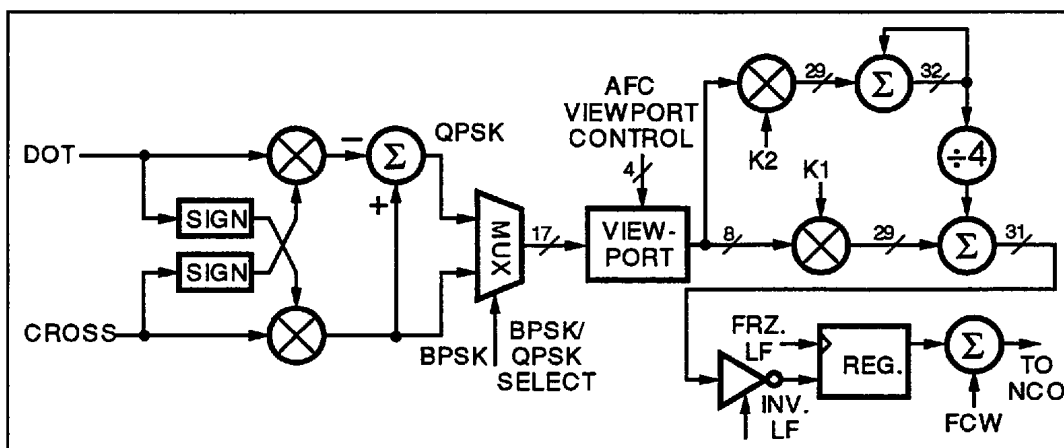 DOT
CROSS
SIGN
SIGN
−
+
Σ
QPSK
BPSK
MUX
BPSK/
QPSK
SELECT
17
AFC
VIEWPORT
CONTROL
4
VIEW-
PORT
8
K2
29
Σ
32
÷4
K1
29
Σ
31
INV.
LF
FRZ.
LF
REG.
Σ
FCW
TO
NCO